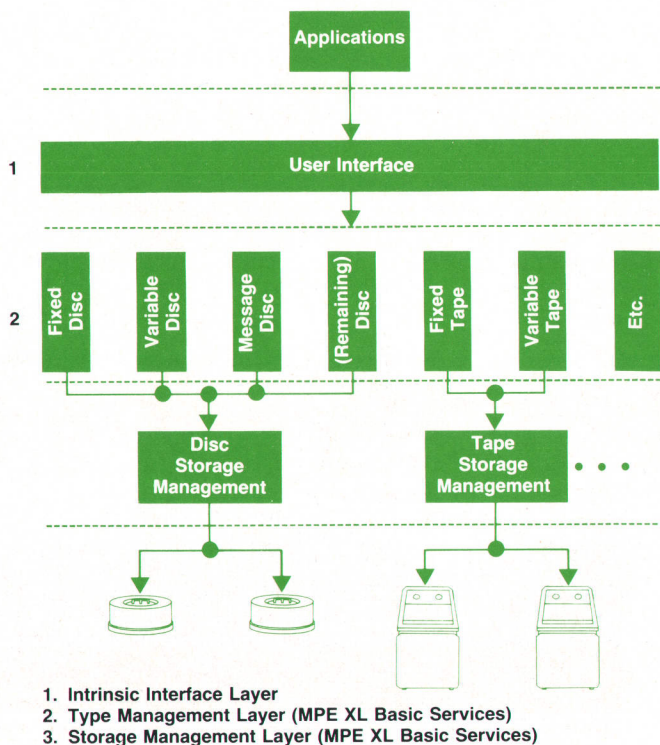 Applications
1
User Interface
2
Fixed
Disc
Variable
Disc
Message
Disc
(Remaining)
Disc
Fixed
Tape
Variable
Tape
Etc.
Disc
Storage
Management
Tape
Storage
Management
1. Intrinsic Interface Layer
2. Type Management Layer (MPE XL Basic Services)
3. Storage Management Layer (MPE XL Basic Services)